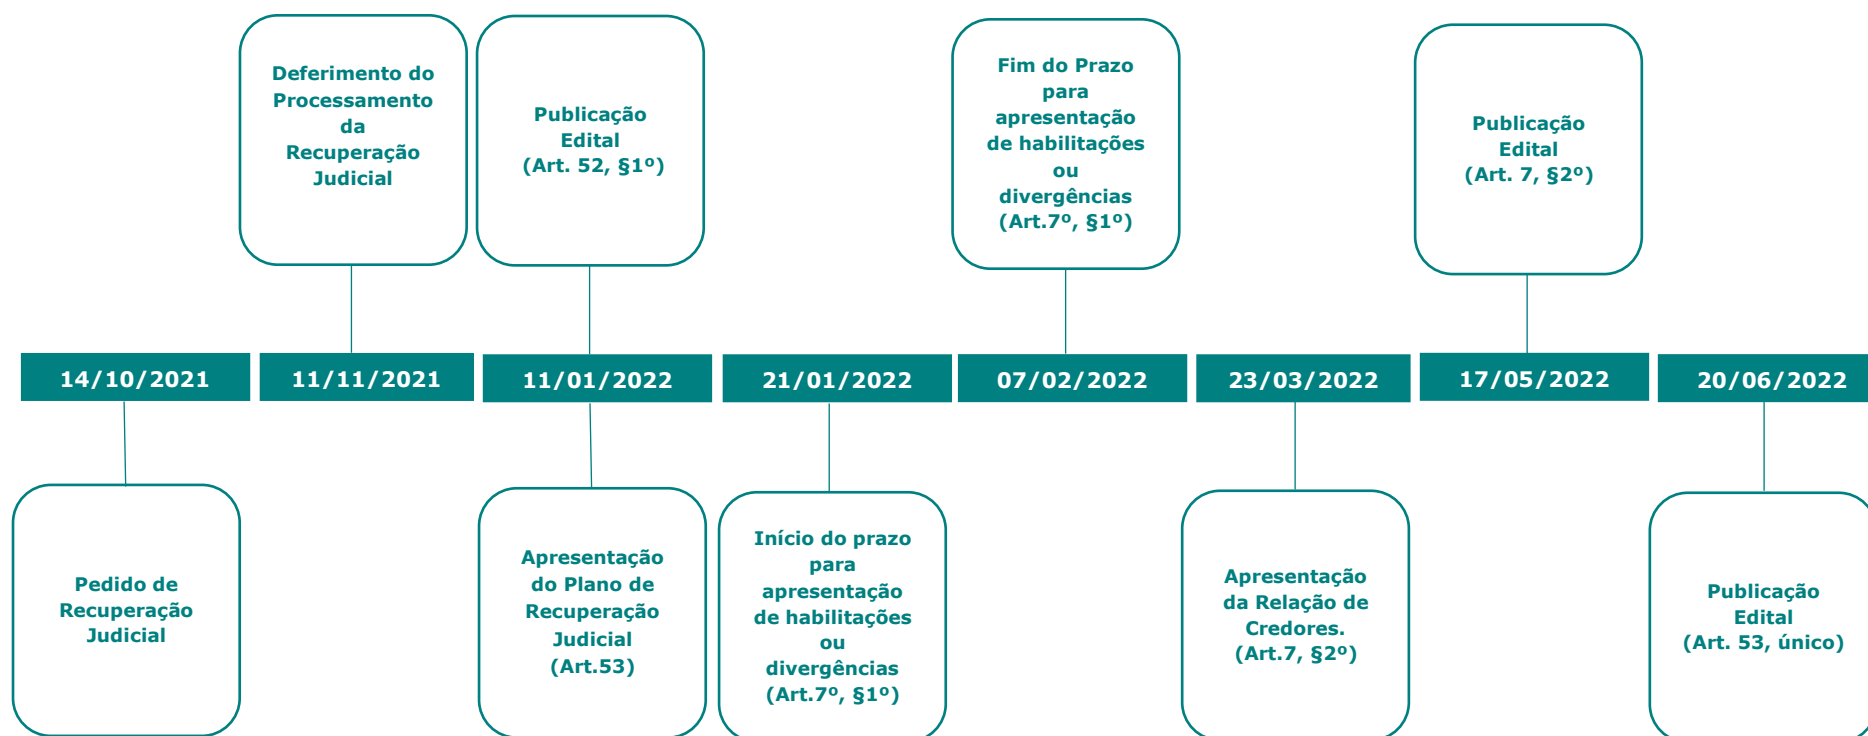 Deferimento do
Processamento
da
Recuperação
Judicial
Publicação
Edital
(Art. 52, §1º)
Fim do Prazo
para
apresentação
de habilitações
ou
divergências
(Art.7º, §1º)
Publicação
Edital
(Art. 7, §2º)
14/10/2021
11/11/2021
11/01/2022
21/01/2022
07/02/2022
23/03/2022
17/05/2022
20/06/2022
Pedido de
Recuperação
Judicial
Apresentação
do Plano de
Recuperação
Judicial
(Art.53)
Início do prazo
para
apresentação
de habilitações
ou
divergências
(Art.7º, §1º)
Apresentação
da Relação de
Credores.
(Art.7, §2º)
Publicação
Edital
(Art. 53, único)